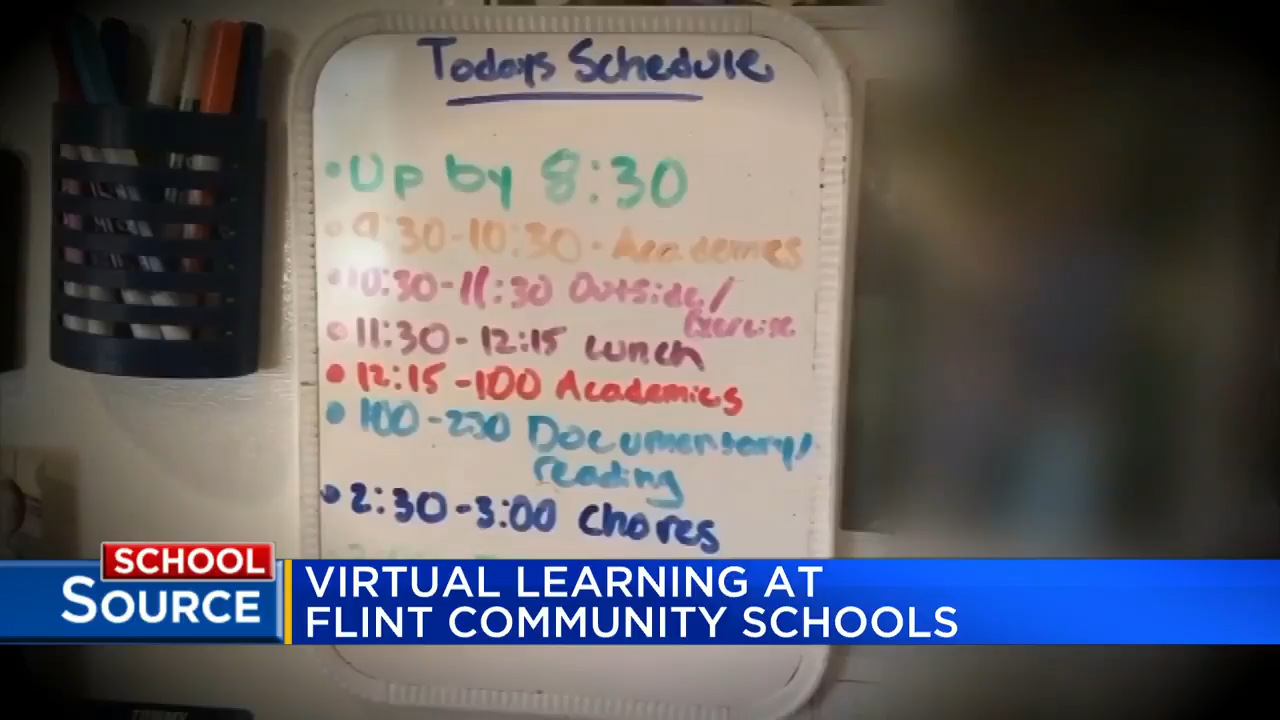 Todays Schedule
• Up by 8:30
• 9:30-10:30 - Academics
• 10:30-11:30 Outside/
Exercise
• 11:30-12:15 Lunch
• 12:15-100 Academics
• 100-230 Documentary/
reading
• 2:30-3:00 Chores
SCHOOL
SOURCE
VIRTUAL LEARNING AT
FLINT COMMUNITY SCHOOLS